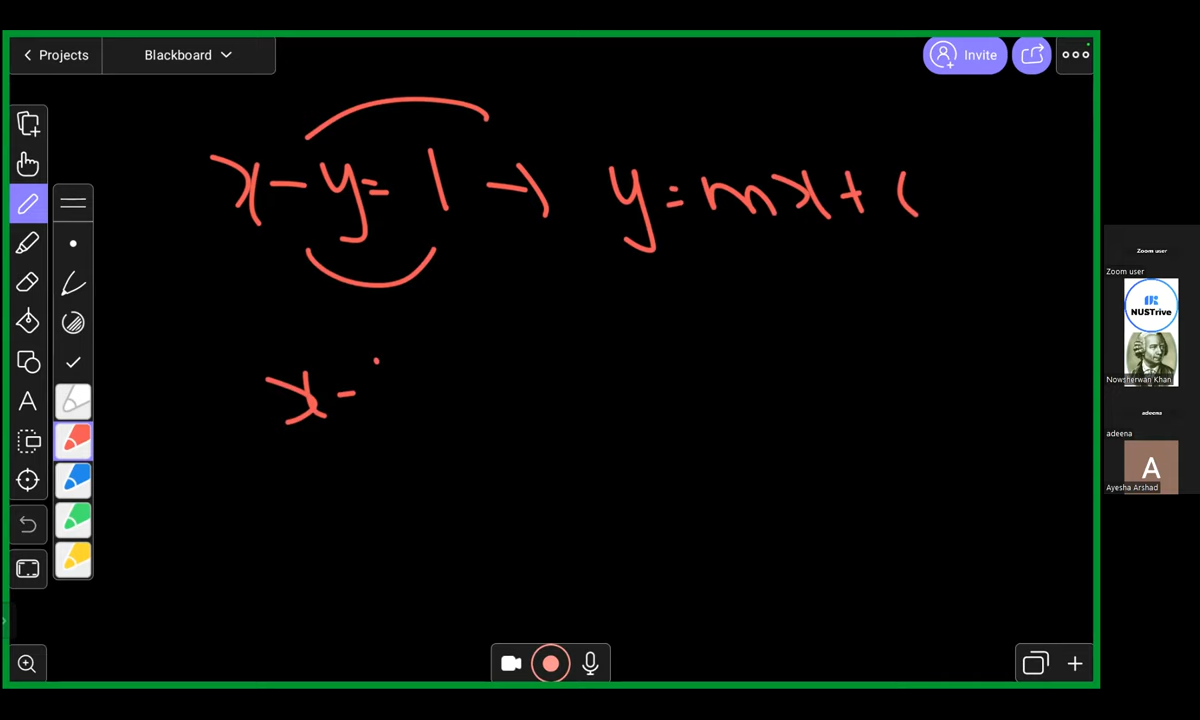 Projects
Blackboard
Invite
x - y = 1 → y = mx + c
x -
A
Zoom user
Zoom user
NUSTrive
Nowsherwan Khan
adeena
adeena
A
Ayesha Arshad